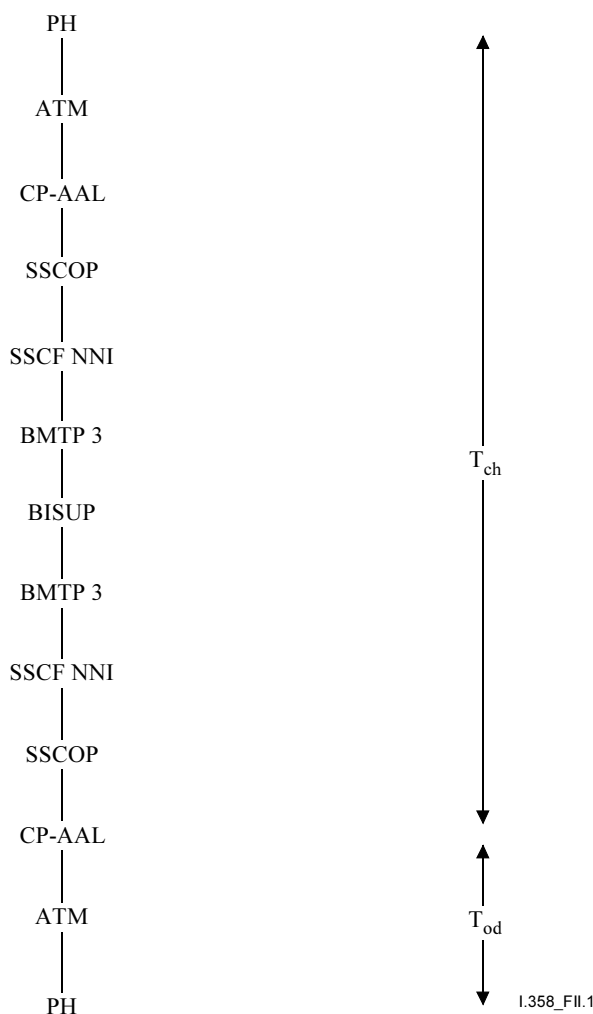 PH
ATM
CP-AAL
SSCOP
SSCF NNI
BMTP 3
T_ch
BISUP
BMTP 3
SSCF NNI
SSCOP
CP-AAL
ATM
T_od
PH
I.358_FII.1